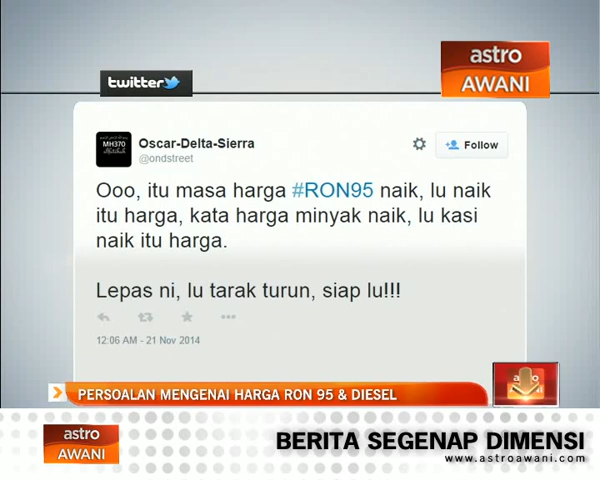 astro
AWANI
twitter
MH370
Oscar-Delta-Sierra
@ondstreet
Follow
Ooo, itu masa harga #RON95 naik, lu naik
itu harga, kata harga minyak naik, lu kasi
naik itu harga.
Lepas ni, lu tarak turun, siap lu!!!
12:06 AM - 21 Nov 2014
PERSOALAN MENGENAI HARGA RON 95 & DIESEL
astro
AWANI
BERITA SEGENAP DIMENSI
www.astroawani.com